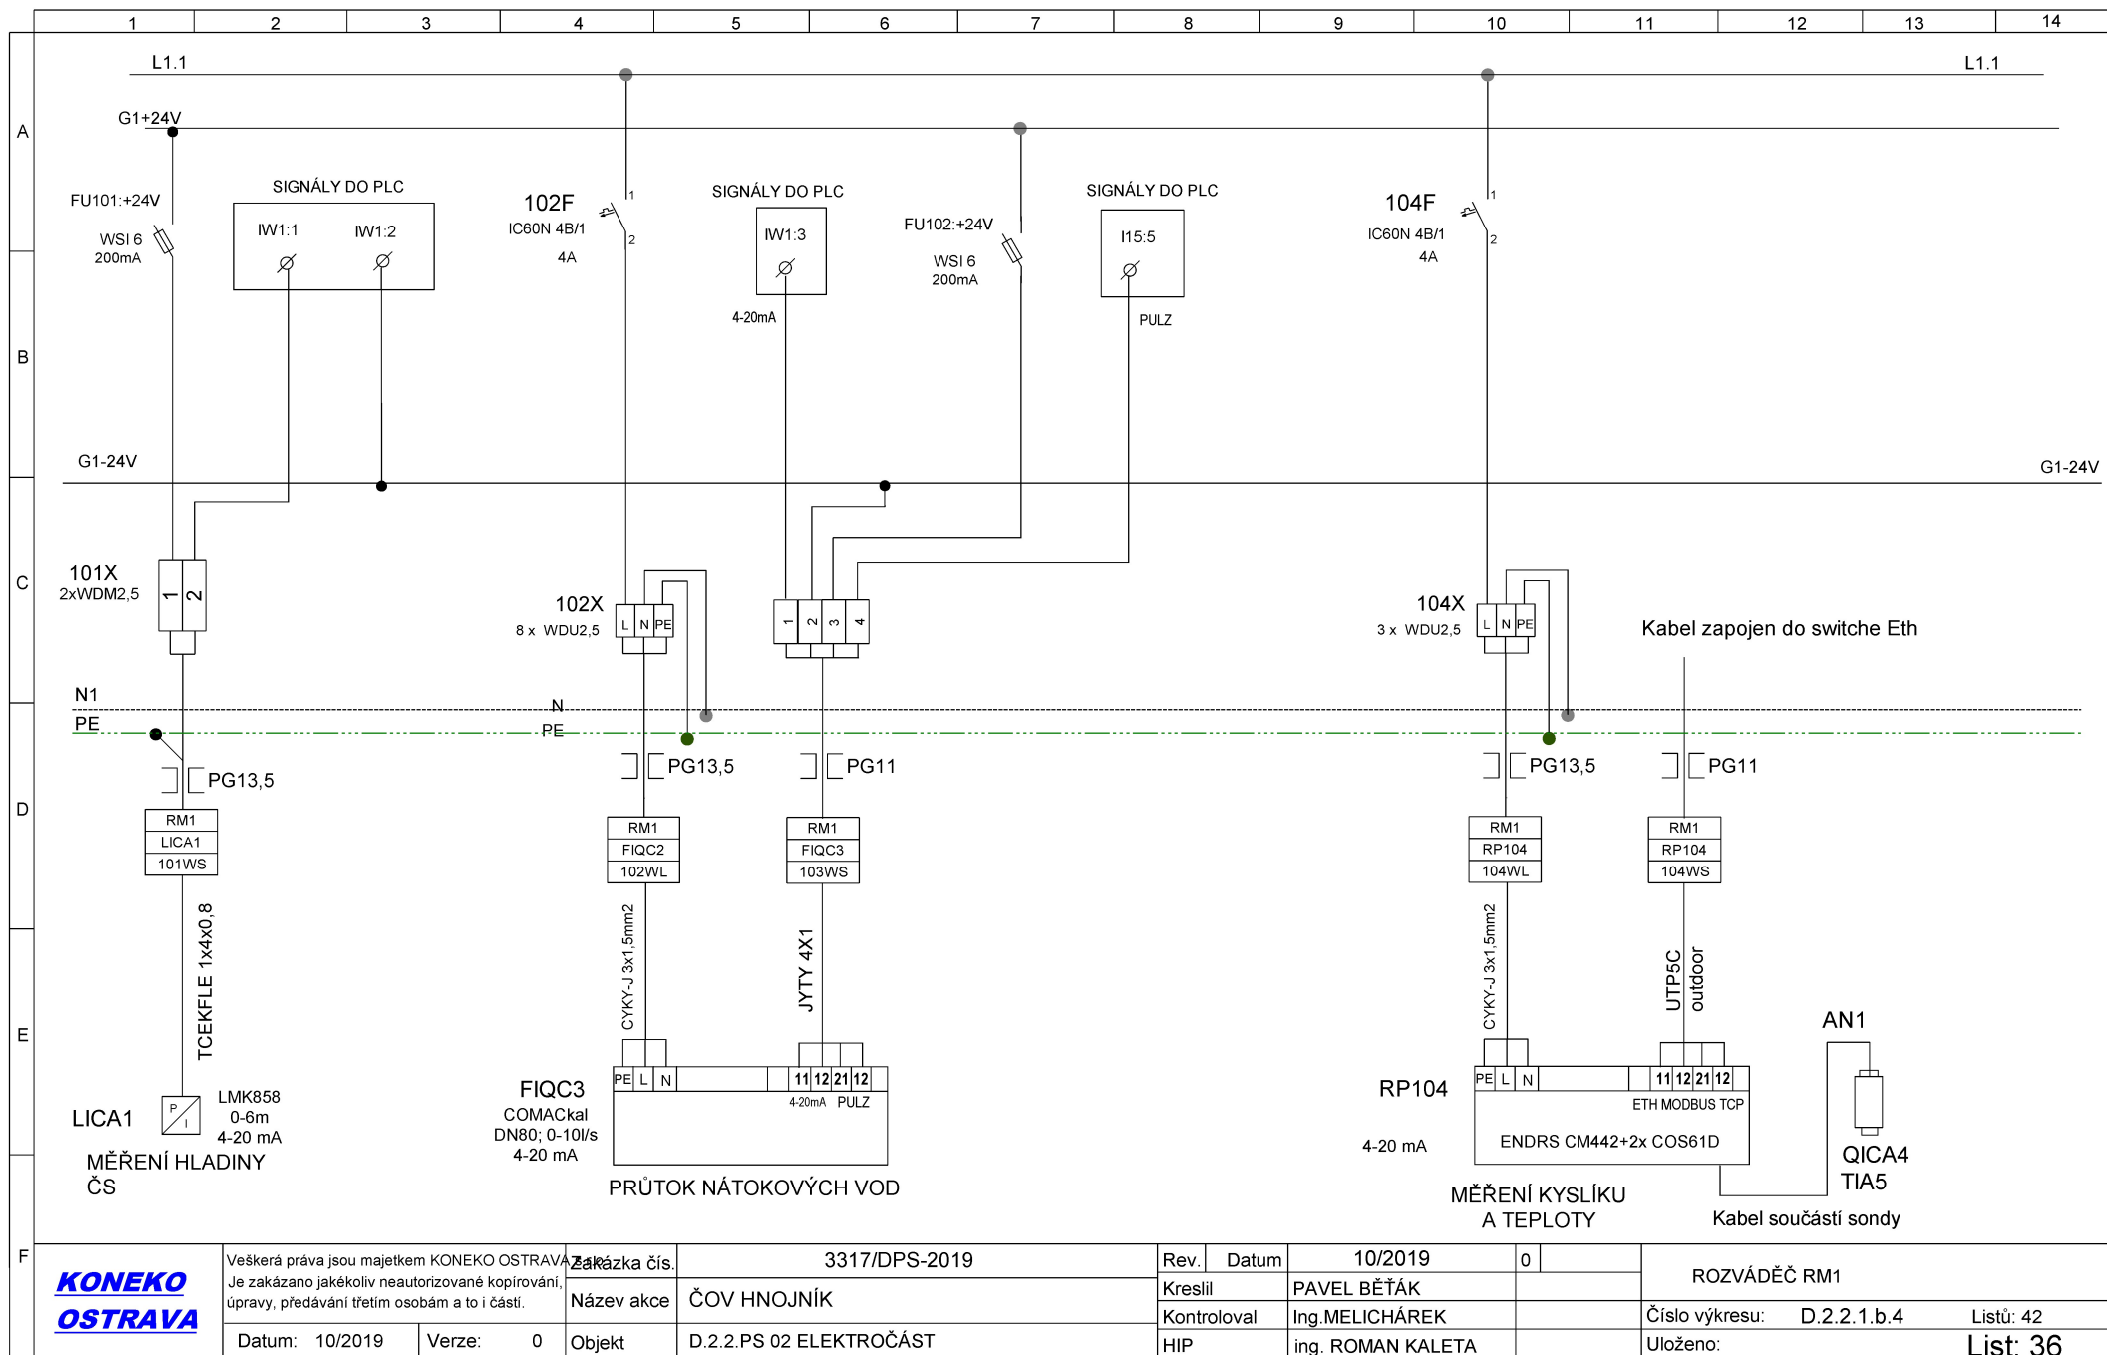 1 2 3 4 5 6 7 8 9 10 11 12 13 14
L1.1 L1.1
G1+24V
A
SIGNÁLY DO PLC SIGNÁLY DO PLC SIGNÁLY DO PLC
FU101:+24V
WSI 6
200mA
IW1:1 IW1:2
102F
IC60N 4B/1
4A
1
2
IW1:3
4-20mA
FU102:+24V
WSI 6
200mA
I15:5
PULZ
104F
IC60N 4B/1
4A
1
2
B
G1-24V G1-24V
C
101X
2xWDM2,5
1 2
102X
8 x WDU2,5
L N PE
1 2 3 4
104X
3 x WDU2,5
L N PE
Kabel zapojen do switche Eth
N1 N
PE PE
PG13,5 PG13,5 PG11 PG13,5 PG11
D
RM1
LICA1
101WS
RM1
FIQC2
102WL
RM1
FIQC3
103WS
RM1
RP104
104WL
RM1
RP104
104WS
TCEKFLE 1x4x0,8
CYKY-J 3x1,5mm2
JYTY 4X1
CYKY-J 3x1,5mm2
UTP5C
outdoor
E
AN1
LICA1
P
I
LMK858
0-6m
4-20 mA
MĚŘENÍ HLADINY
ČS
FIQC3
COMACkal
DN80; 0-10l/s
4-20 mA
PE L N 11 12 21 12
4-20mA PULZ
PRŮTOK NÁTOKOVÝCH VOD
RP104
4-20 mA
PE L N 11 12 21 12
ETH MODBUS TCP
ENDRS CM442+2x COS61D
MĚŘENÍ KYSLÍKU
A TEPLOTY
QICA4
TIA5
Kabel součástí sondy
F
KONEKO
OSTRAVA
Veškerá práva jsou majetkem KONEKO OSTRAVA
Je zakázano jakékoliv neautorizované kopírování,
úpravy, předávání třetím osobám a to i částí.
Datum: 10/2019 Verze: 0
Zakázka čís. 3317/DPS-2019
Název akce ČOV HNOJNÍK
Objekt D.2.2.PS 02 ELEKTROČÁST
Rev. Datum 10/2019 0
Kreslil PAVEL BĚŤÁK
Kontroloval Ing.MELICHÁREK
HIP ing. ROMAN KALETA
ROZVÁDĚČ RM1
Číslo výkresu: D.2.2.1.b.4 Listů: 42
Uloženo: List: 36